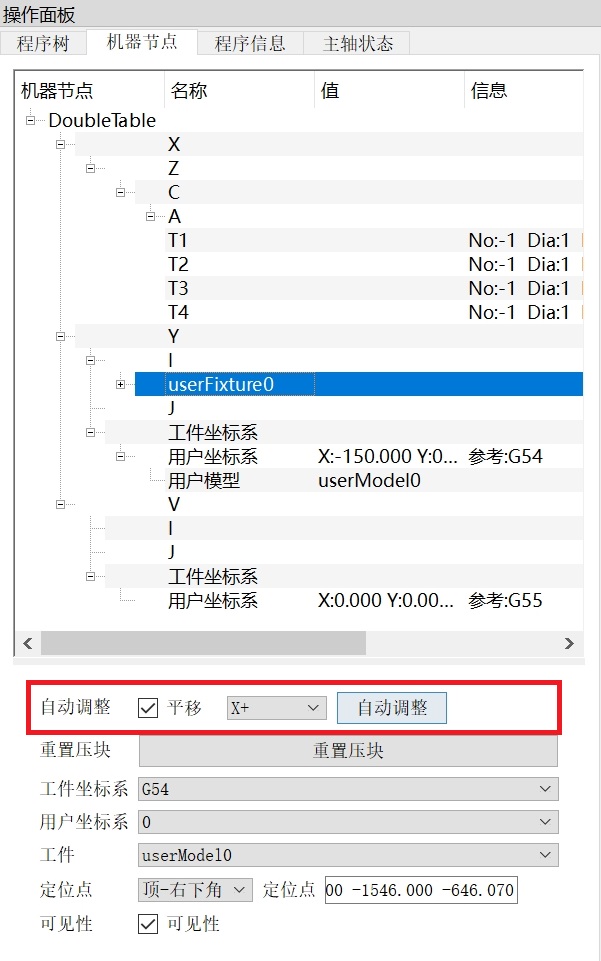 操作面板
程序树 机器节点 程序信息 主轴状态
机器节点 名称 值 信息
DoubleTable
X
Z
C
A
T1 No:-1 Dia:1
T2 No:-1 Dia:1
T3 No:-1 Dia:1
T4 No:-1 Dia:1
Y
I
userFixture0
J
工件坐标系
用户坐标系 X:-150.000 Y:0... 参考:G54
用户模型 userModel0
V
I
J
工件坐标系
用户坐标系 X:0.000 Y:0.00... 参考:G55
自动调整 平移 X+ 自动调整
重置压块 重置压块
工件坐标系 G54
用户坐标系 0
工件 userModel0
定位点 顶-右下角 定位点 00 -1546.000 -646.070
可见性 可见性